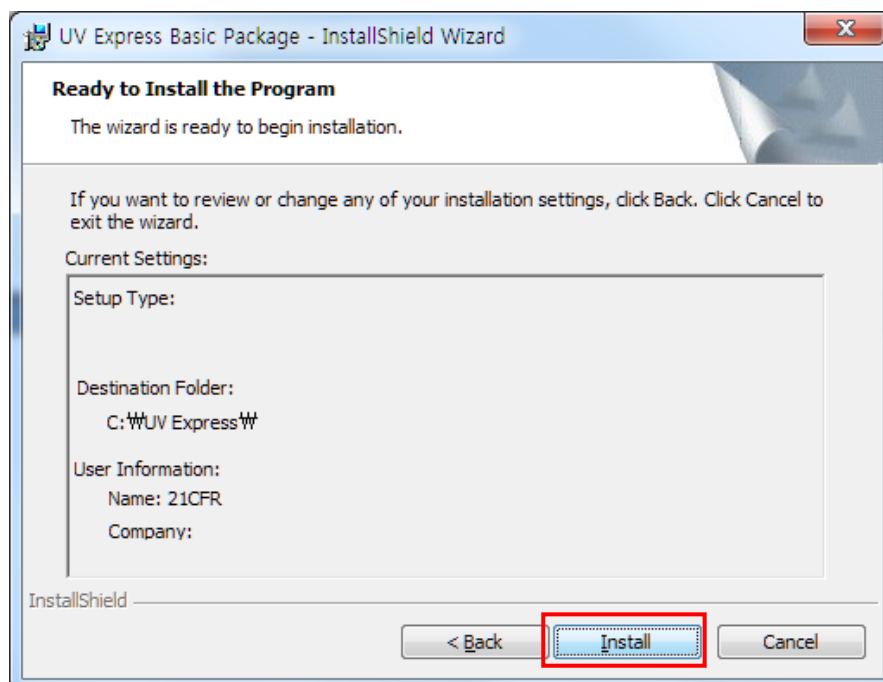 UV Express Basic Package - InstallShield Wizard
Ready to Install the Program
The wizard is ready to begin installation.
If you want to review or change any of your installation settings, click Back. Click Cancel to
exit the wizard.
Current Settings:
Setup Type:
Destination Folder:
C:₩UV Express₩
User Information:
Name: 21CFR
Company:
InstallShield
< Back
Install
Cancel